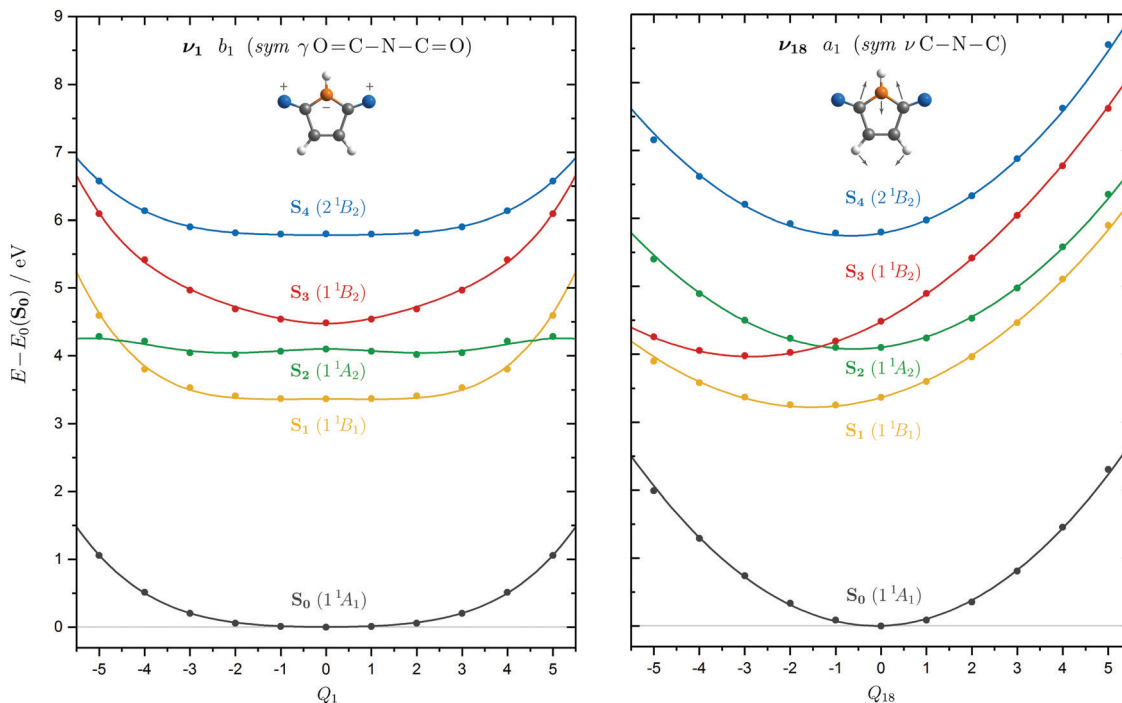 ν1 b1 (sym γ O=C−N−C=O)
+ +
−
S4 (2 ¹B2)
S3 (1 ¹B2)
S2 (1 ¹A2)
S1 (1 ¹B1)
S0 (1 ¹A1)
9
8
7
6
5
4
3
2
1
0
E−E0(S0) / eV
-5 -4 -3 -2 -1 0 1 2 3 4 5
Q1
ν18 a1 (sym ν C−N−C)
S4 (2 ¹B2)
S3 (1 ¹B2)
S2 (1 ¹A2)
S1 (1 ¹B1)
S0 (1 ¹A1)
-5 -4 -3 -2 -1 0 1 2 3 4 5
Q18